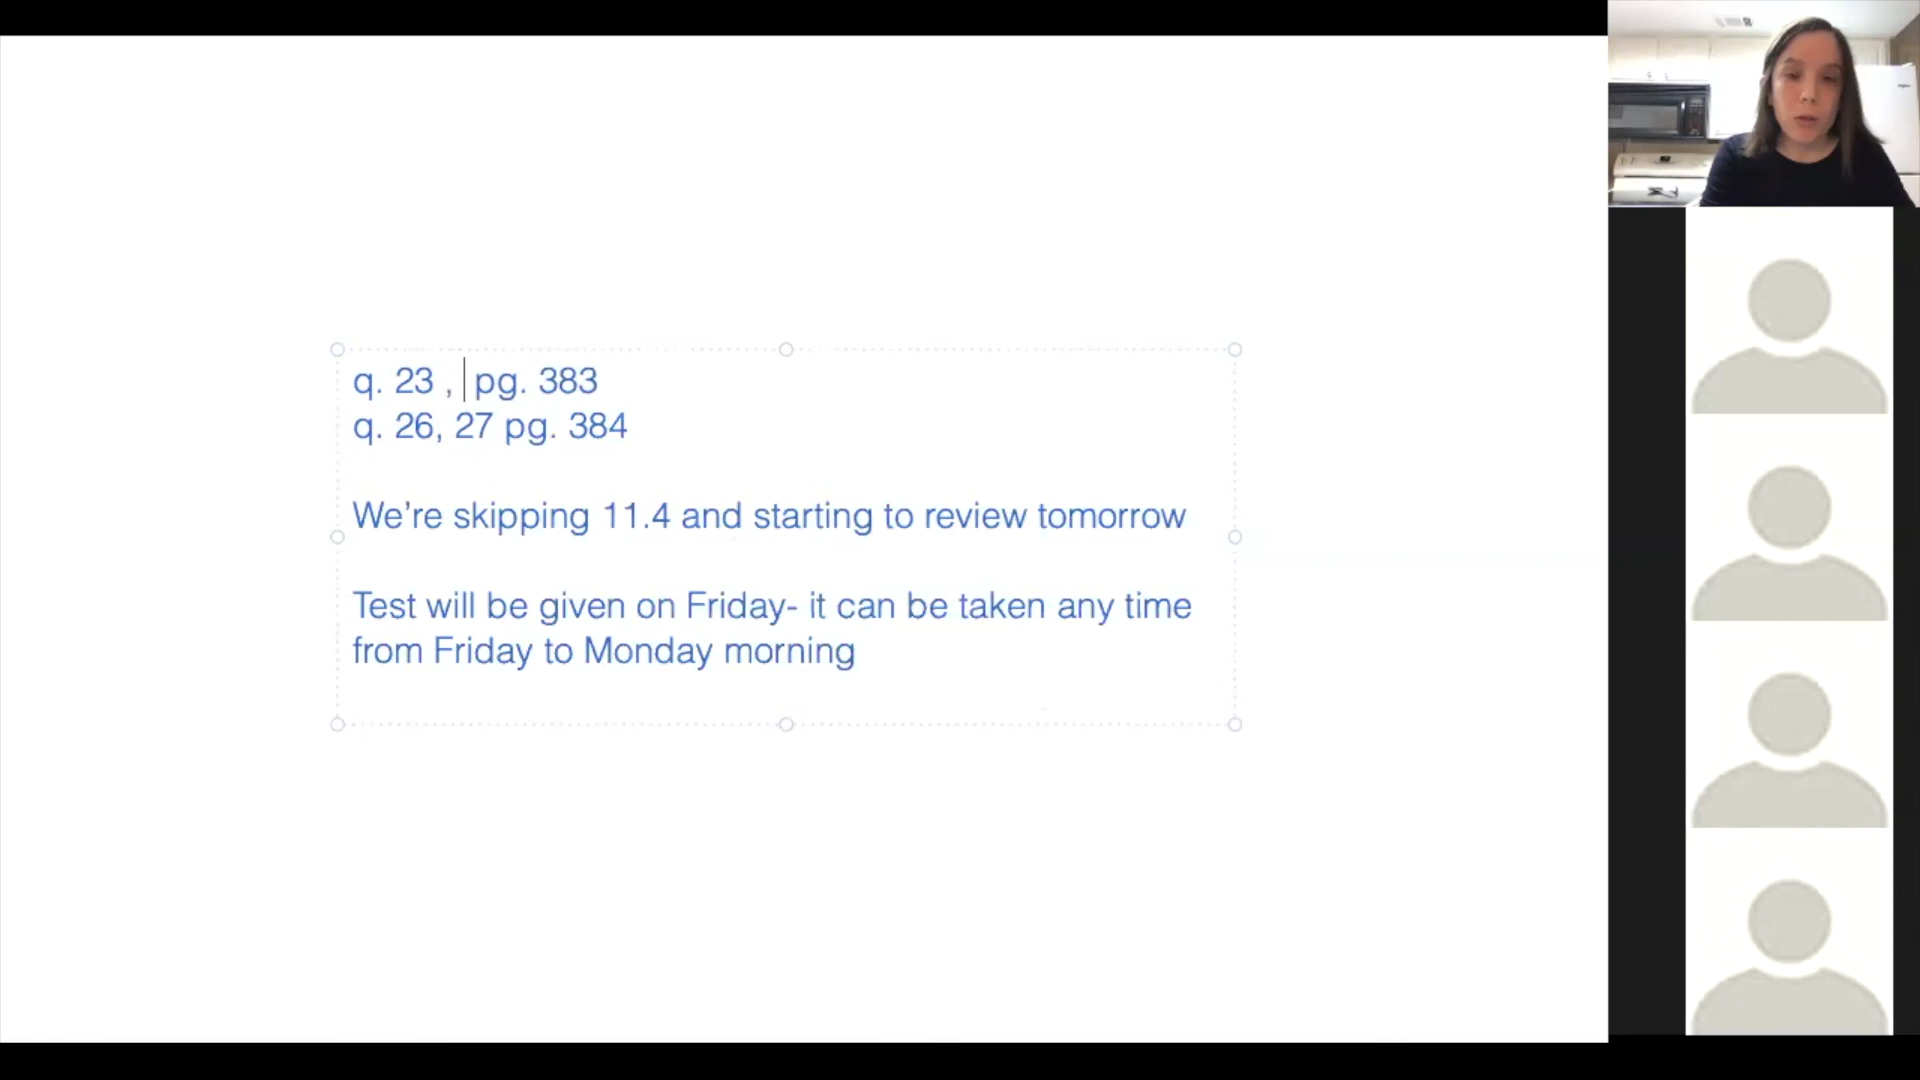 q. 23 , pg. 383
q. 26, 27 pg. 384
We're skipping 11.4 and starting to review tomorrow
Test will be given on Friday- it can be taken any time
from Friday to Monday morning